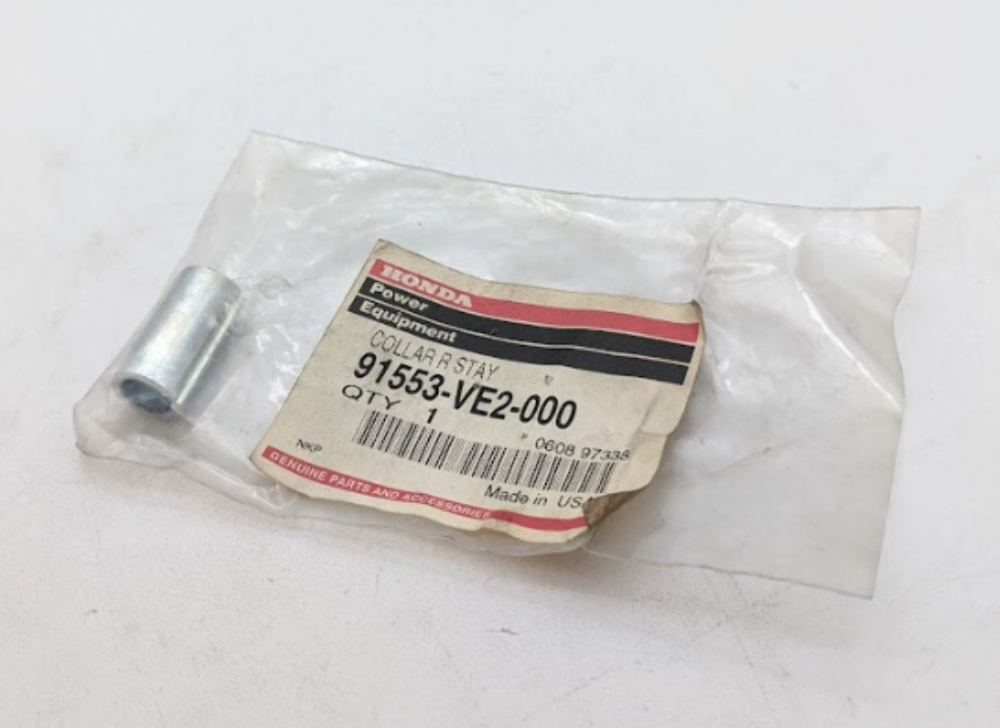 HONDA
Power
Equipment
COLLAR R STAY
91553-VE2-000
QTY 1
0608 97338
NKP
Made in USA
GENUINE PARTS AND ACCESSORIES